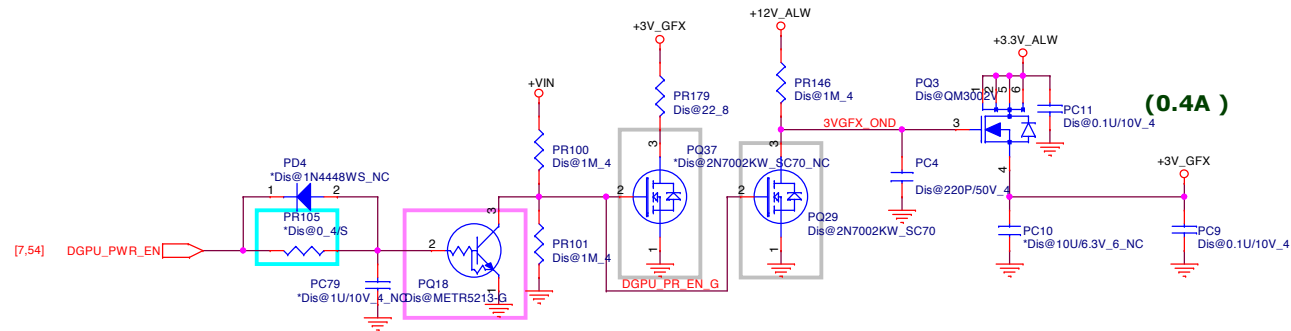 +12V_ALW
+3V_GFX
+3.3V_ALW
+VIN
PR179
Dis@22_8
PR146
Dis@1M_4
PQ3
Dis@QM3002V
1
2
5
6
PC11
Dis@0.1U/10V_4
(0.4A )
3VGFX_OND
3
4
PR100
Dis@1M_4
3
PQ37
*Dis@2N7002KW_SC70_NC
2
1
3
2
1
PQ29
Dis@2N7002KW_SC70
PC4
Dis@220P/50V_4
+3V_GFX
PD4
*Dis@1N4448WS_NC
1
2
PR105
*Dis@0_4/S
[7,54]
DGPU_PWR_EN
2
3
1
PR101
Dis@1M_4
PC10
*Dis@10U/6.3V_6_NC
PC9
Dis@0.1U/10V_4
PC79
*Dis@1U/10V_4_NC
PQ18
Dis@METR5213-G
DGPU_PR_EN_G